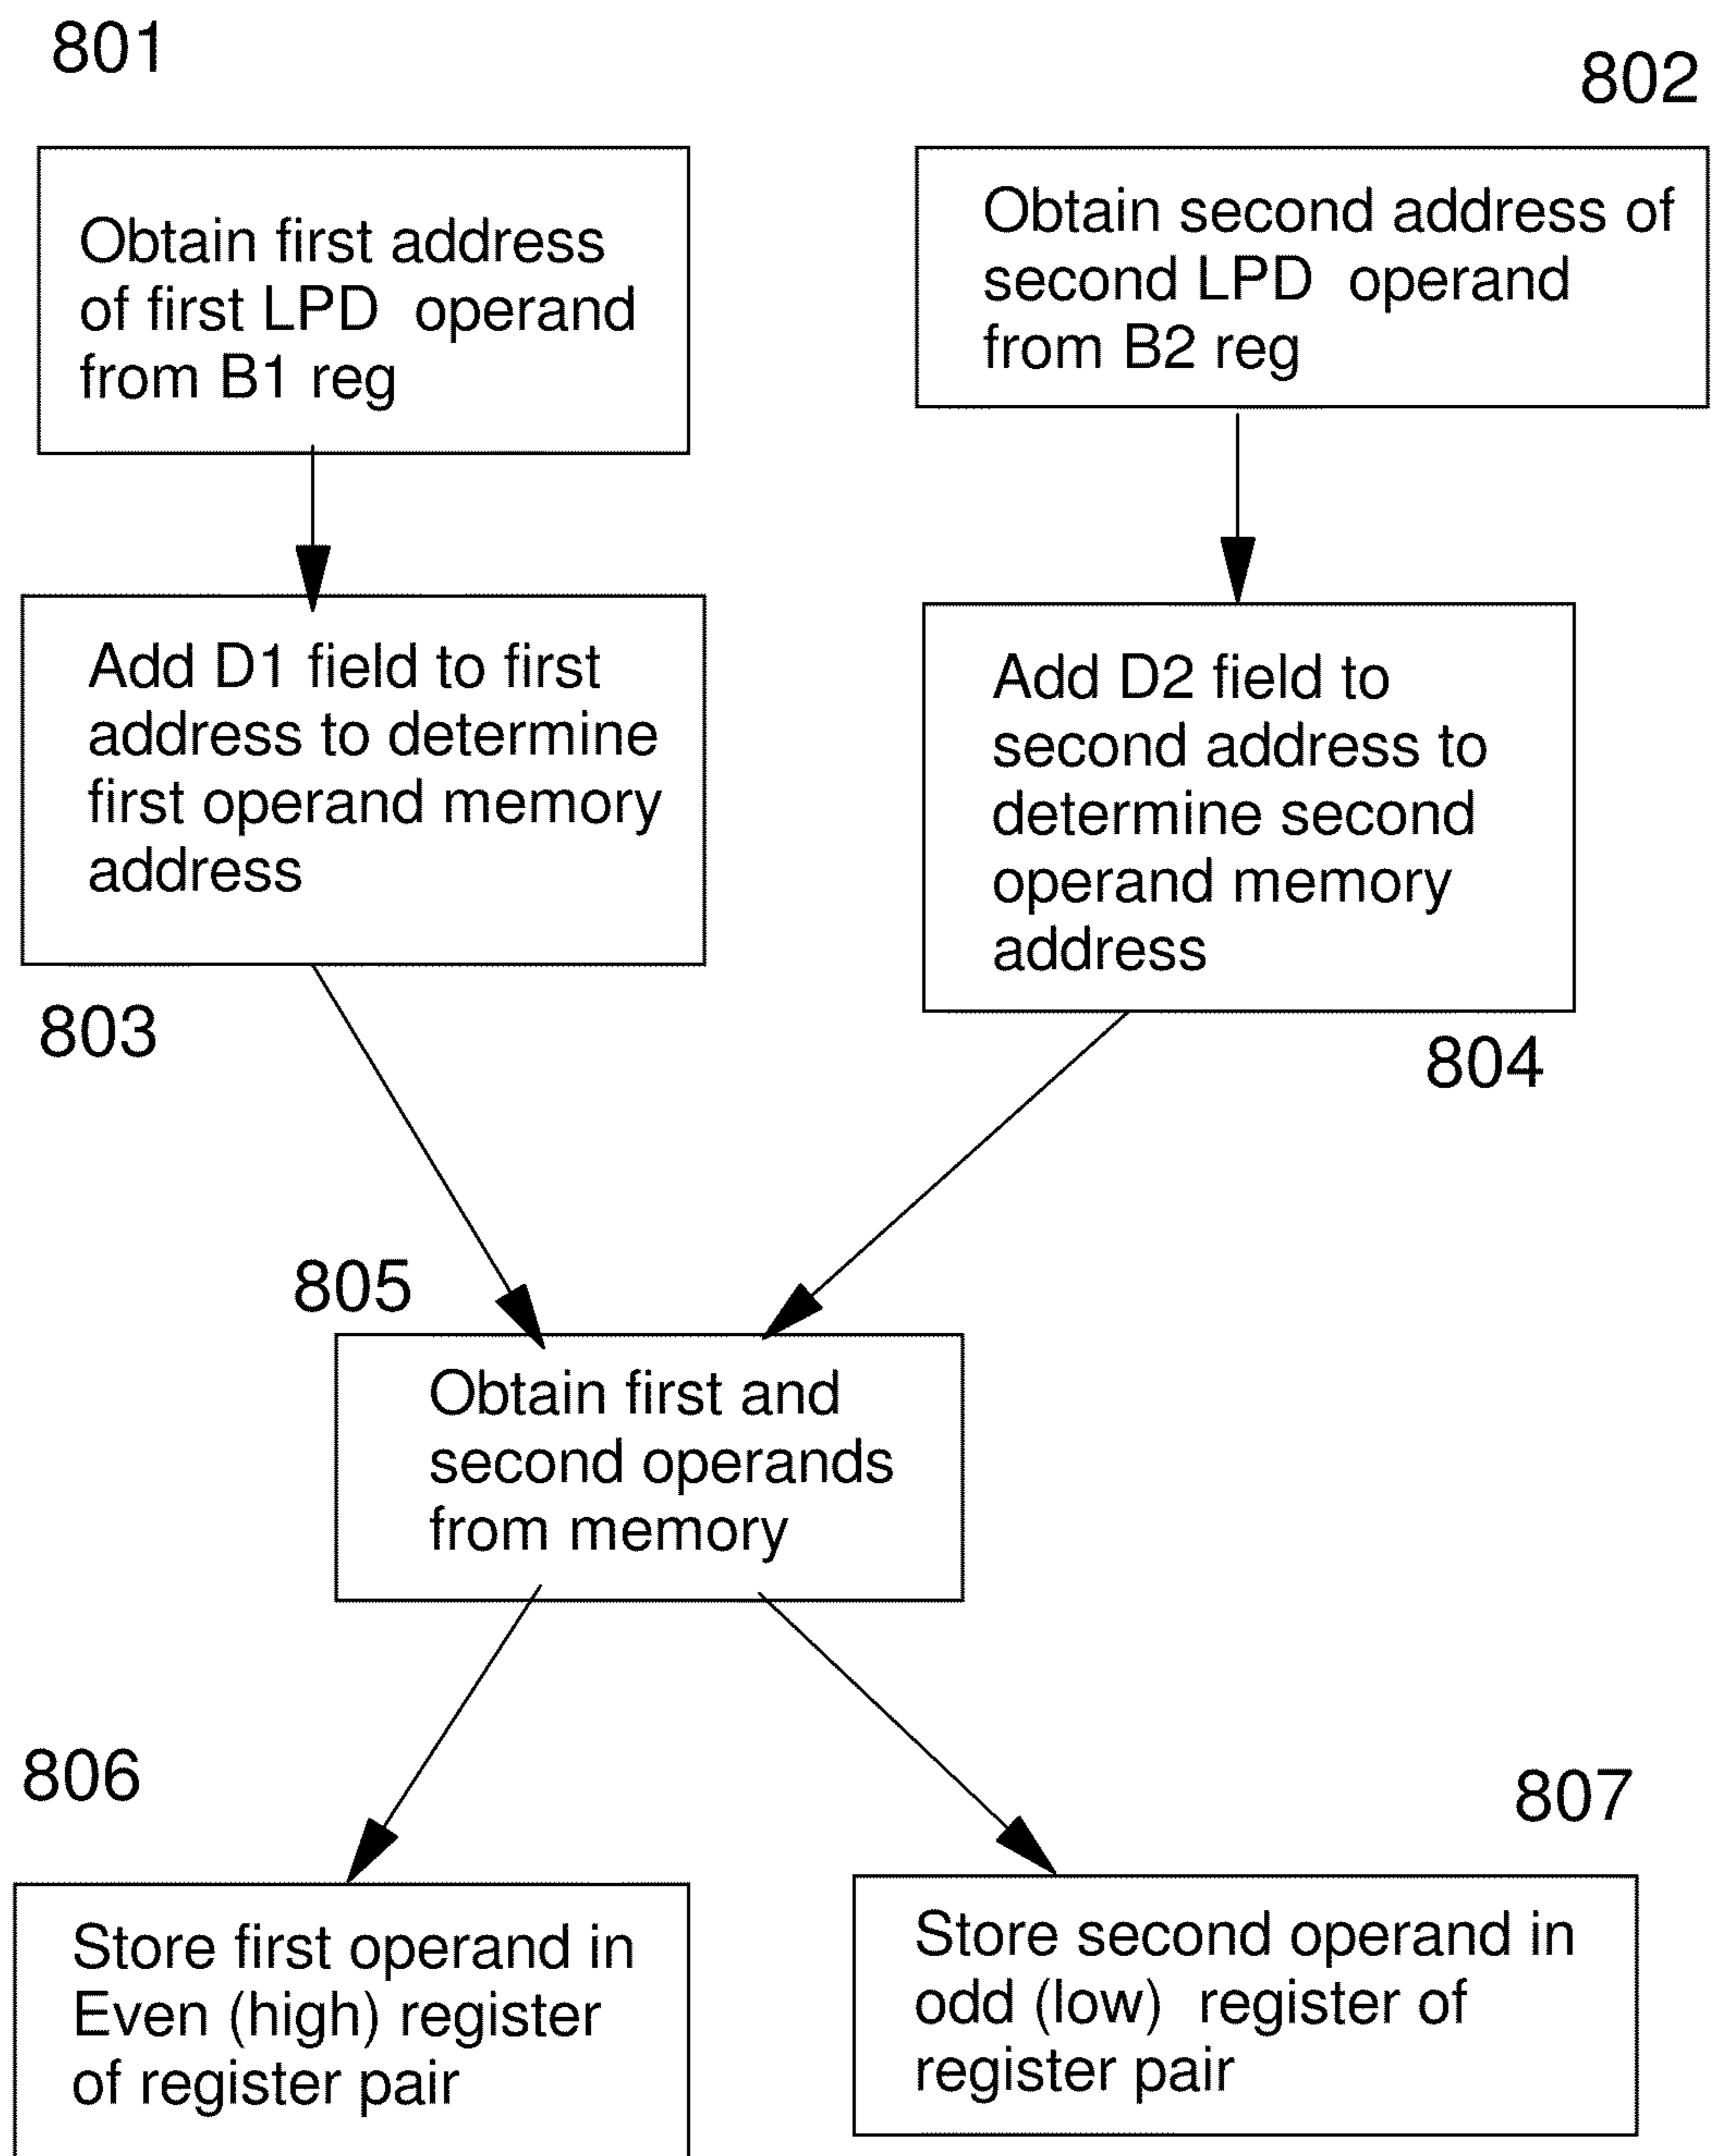 801
802
Obtain first address
of first LPD operand
from B1 reg
Obtain second address of
second LPD operand
from B2 reg
Add D1 field to first
address to determine
first operand memory
address
803
Add D2 field to
second address to
determine second
operand memory
address
804
805
Obtain first and
second operands
from memory
806
807
Store first operand in
Even (high) register
of register pair
Store second operand in
odd (low) register of
register pair